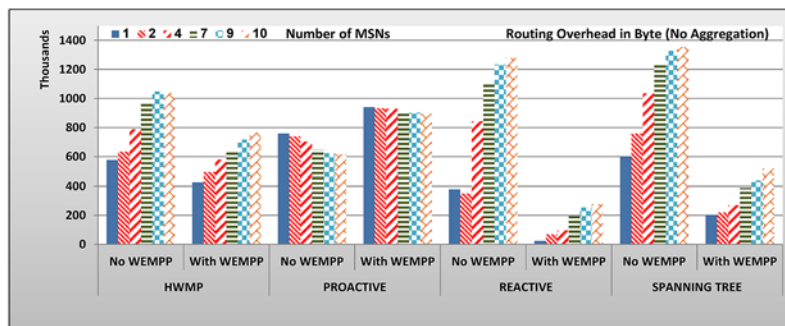 1 2 4 7 9 10 Number of MSNs Routing Overhead in Byte (No Aggregation)
Thousands
1400
1200
1000
800
600
400
200
0
No WEMPP With WEMPP No WEMPP With WEMPP No WEMPP With WEMPP No WEMPP With WEMPP
HWMP PROACTIVE REACTIVE SPANNING TREE